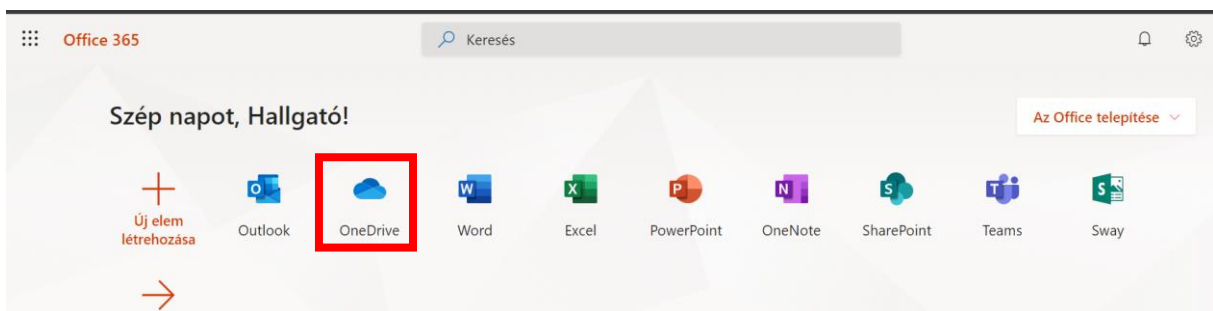 Office 365
Keresés
Szép napot, Hallgató!
Az Office telepítése
Új elem
létrehozása
Outlook
OneDrive
Word
Excel
PowerPoint
OneNote
SharePoint
Teams
Sway